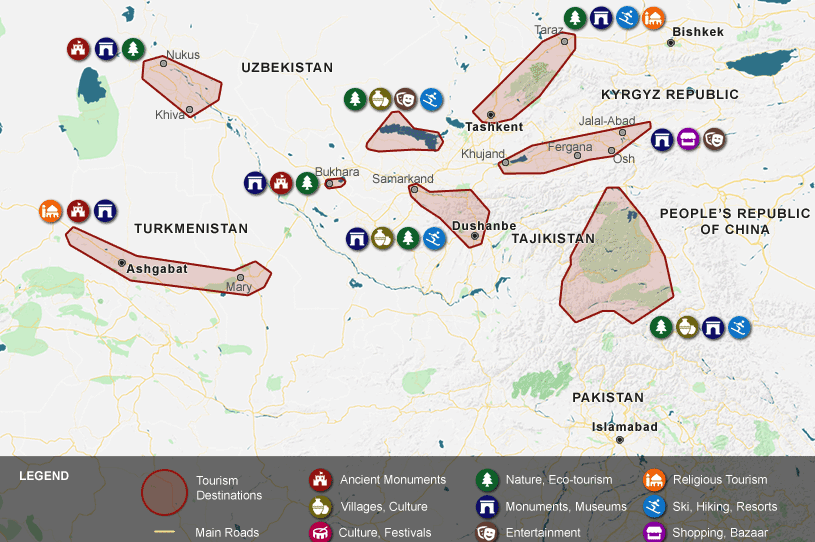 Taraz
Bishkek
Nukus
UZBEKISTAN
KYRGYZ REPUBLIC
Khiva
Tashkent
Jalal-Abad
Fergana
Khujand
Osh
Bukhara
Samarkand
PEOPLE'S REPUBLIC
OF CHINA
TURKMENISTAN
Dushanbe
TAJIKISTAN
Ashgabat
Mary
PAKISTAN
Islamabad
LEGEND
Tourism
Destinations
Main Roads
Ancient Monuments
Villages, Culture
Culture, Festivals
Nature, Eco-tourism
Monuments, Museums
Entertainment
Religious Tourism
Ski, Hiking, Resorts
Shopping, Bazaar